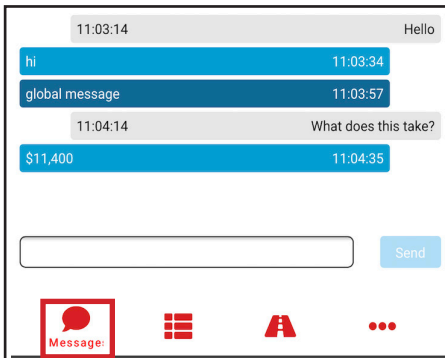 11:03:14 Hello
hi 11:03:34
global message 11:03:57
11:04:14 What does this take?
$11,400 11:04:35
Send
Message